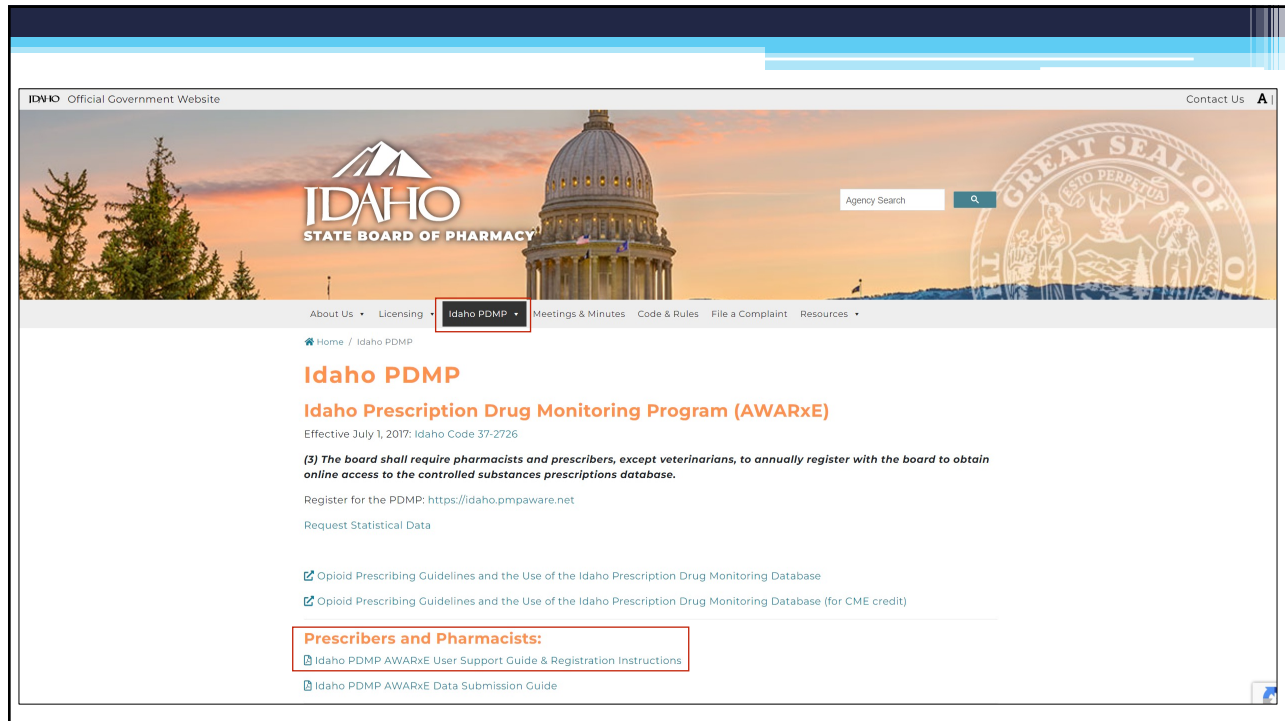 IDAHO Official Government Website
Contact Us A |
IDAHO
STATE BOARD OF PHARMACY
Agency Search
GREAT SEAL OF THE
ESTO PERPETUA
About Us Licensing Idaho PDMP Meetings & Minutes Code & Rules File a Complaint Resources
Home / Idaho PDMP
Idaho PDMP
Idaho Prescription Drug Monitoring Program (AWARxE)
Effective July 1, 2017: Idaho Code 37-2726
(3) The board shall require pharmacists and prescribers, except veterinarians, to annually register with the board to obtain
online access to the controlled substances prescriptions database.
Register for the PDMP: https://idaho.pmpaware.net
Request Statistical Data
Opioid Prescribing Guidelines and the Use of the Idaho Prescription Drug Monitoring Database
Opioid Prescribing Guidelines and the Use of the Idaho Prescription Drug Monitoring Database (for CME credit)
Prescribers and Pharmacists:
Idaho PDMP AWARxE User Support Guide & Registration Instructions
Idaho PDMP AWARxE Data Submission Guide